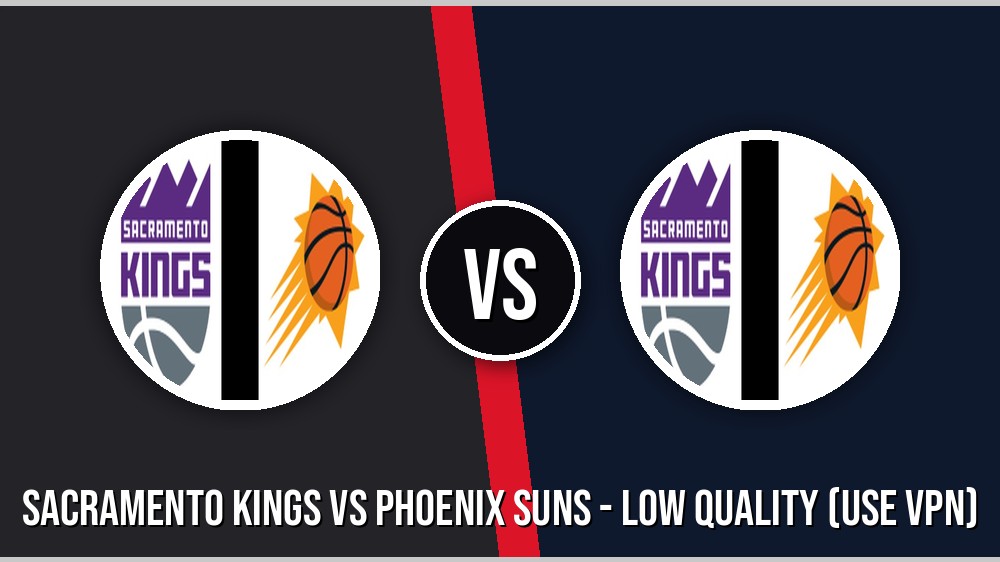 SACRAMENTO
KINGS
VS
SACRAMENTO
KINGS
SACRAMENTO KINGS VS PHOENIX SUNS - LOW QUALITY (USE VPN)